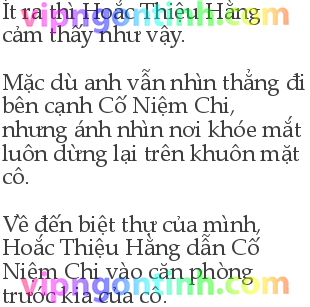 Ít ra thì Hoắc Thiệu Hằng
cảm thấy như vậy.
Mặc dù anh vẫn nhìn thẳng đi
bên cạnh Cố Niệm Chi,
nhưng ánh nhìn nơi khóe mắt
luôn dừng lại trên khuôn mặt
cô.
Về đến biệt thự của mình,
Hoắc Thiệu Hằng dẫn Cố
Niệm Chi vào căn phòng
trước kia của cô.
vipngontinh.com
vipngontinh.com